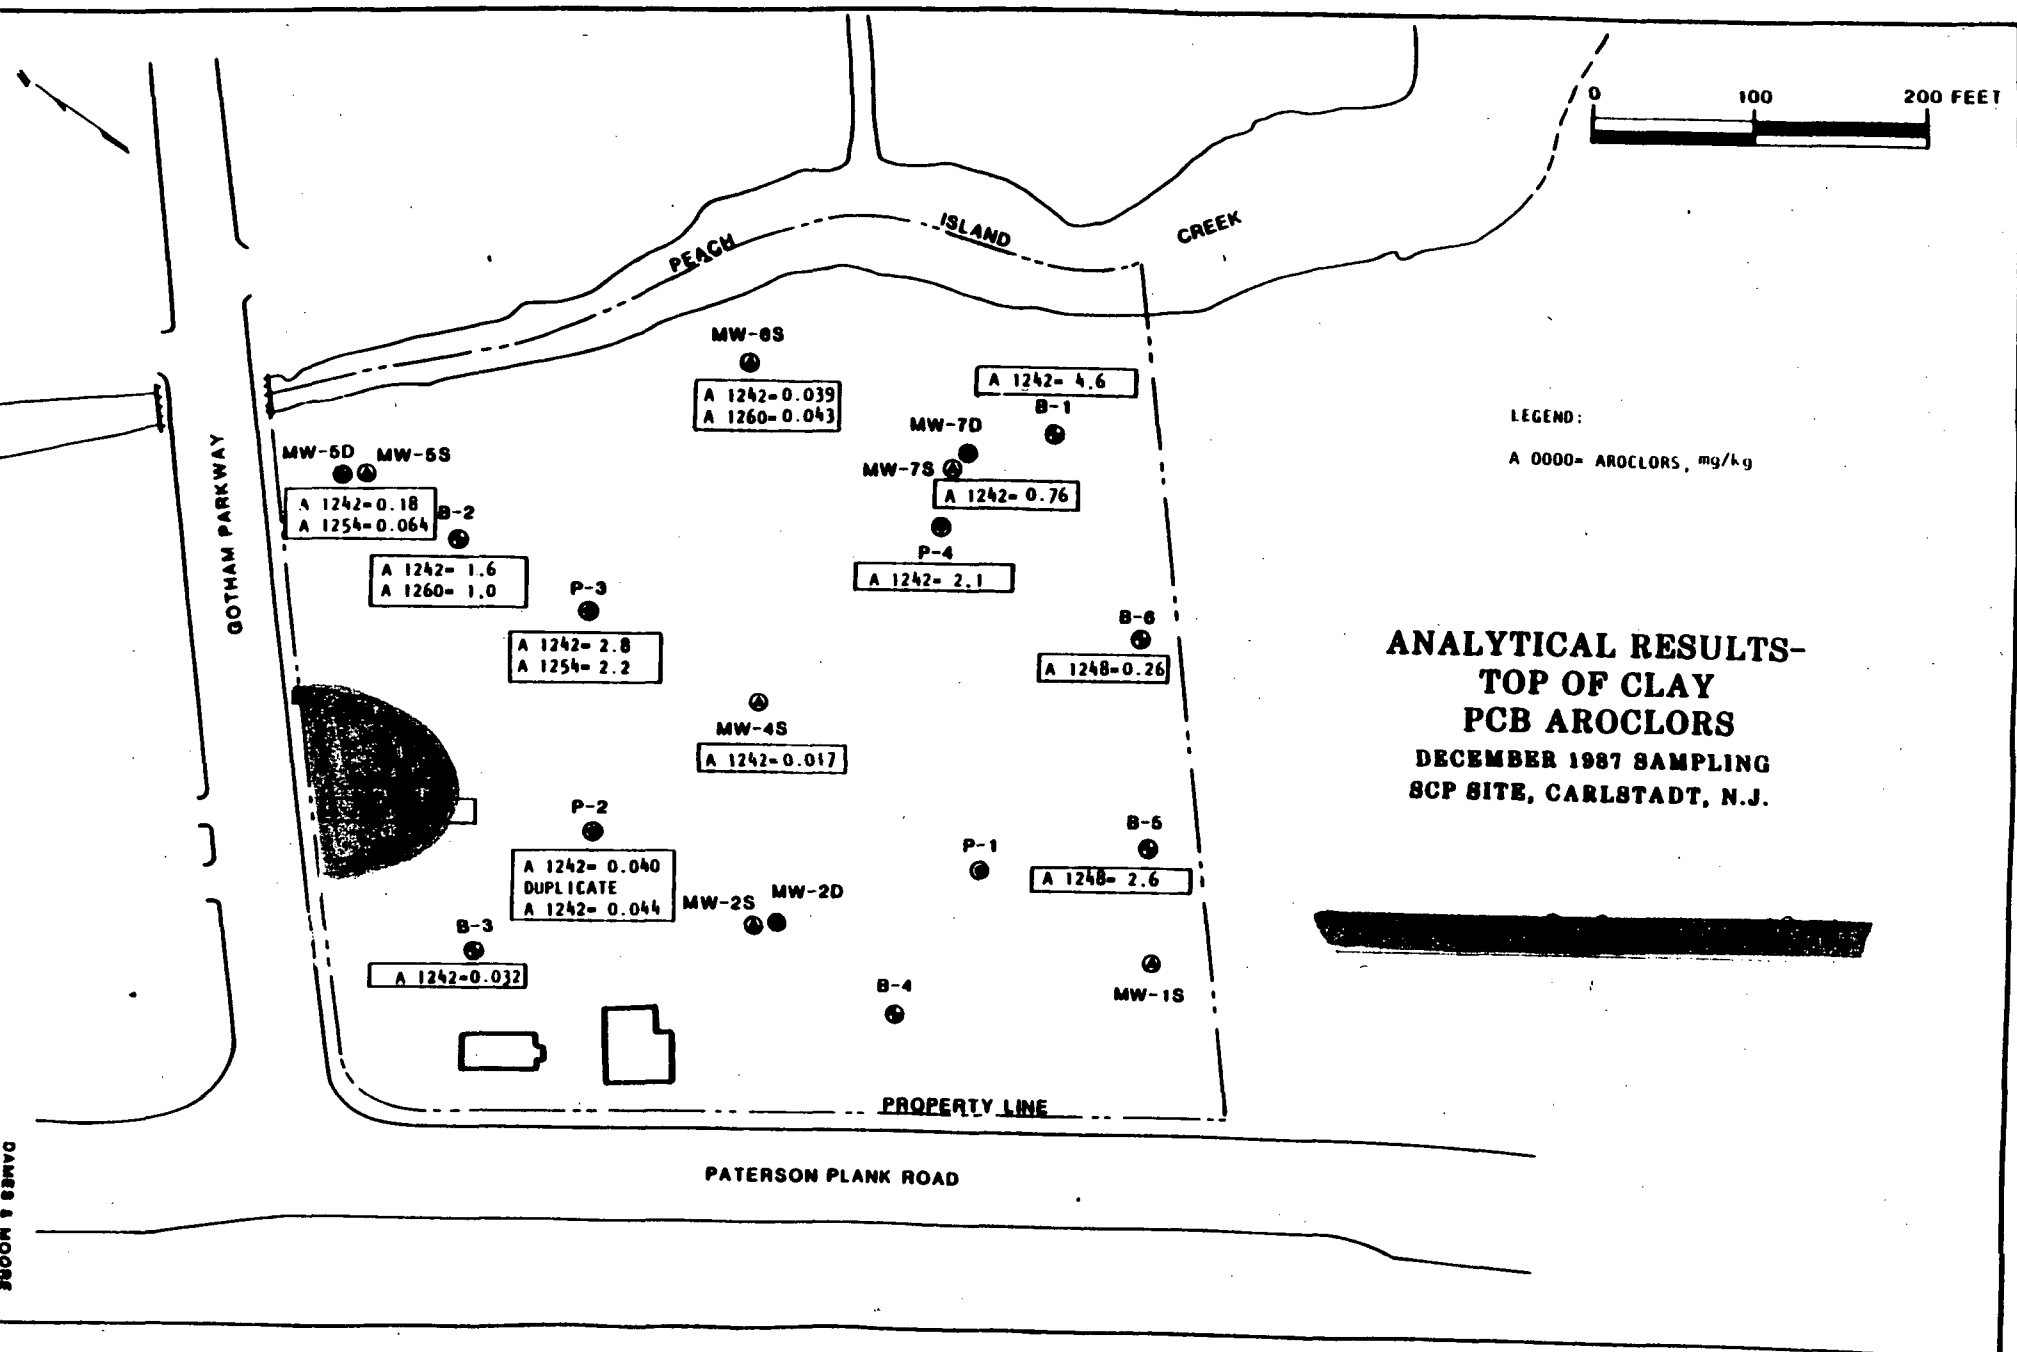 0 100 200 FEET
PEACH ISLAND CREEK
MW-6S
A 1242=0.039
A 1260=0.043
A 1242= 4.6
B-1
MW-7D
MW-7S
A 1242= 0.76
P-4
A 1242= 2.1
LEGEND:
A 0000= AROCLORS, mg/kg
GOTHAM PARKWAY
MW-5D MW-5S
A 1242=0.18
A 1254=0.064
B-2
A 1242= 1.6
A 1260= 1.0
P-3
A 1242= 2.8
A 1254= 2.2
B-6
A 1248=0.26
MW-4S
A 1242=0.017
ANALYTICAL RESULTS-
TOP OF CLAY
PCB AROCLORS
DECEMBER 1987 SAMPLING
SCP SITE, CARLSTADT, N.J.
P-2
A 1242= 0.040
DUPLICATE
A 1242= 0.044
MW-2S MW-2D
P-1
B-5
A 1248= 2.6
B-3
A 1242=0.032
B-4
MW-1S
PROPERTY LINE
PATERSON PLANK ROAD
DAMES & MOORE